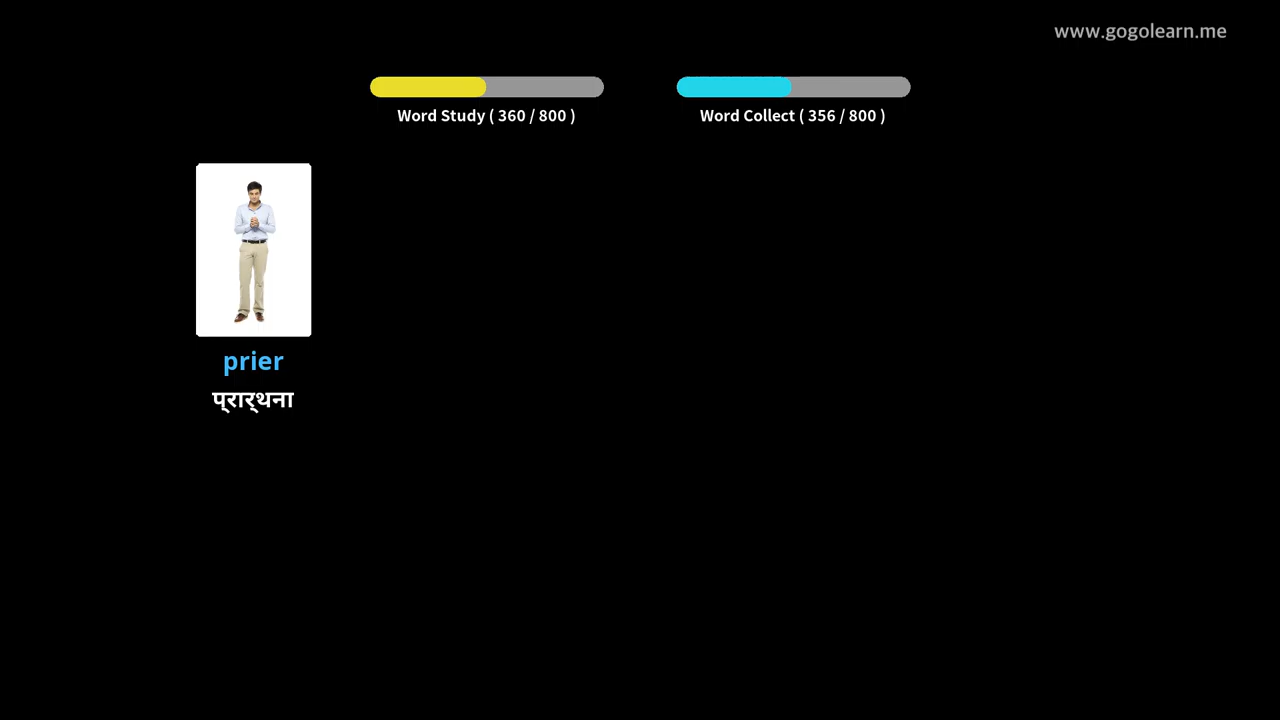 www.gogolearn.me
Word Study ( 360 / 800 )
Word Collect ( 356 / 800 )
prier
प्रार्थना